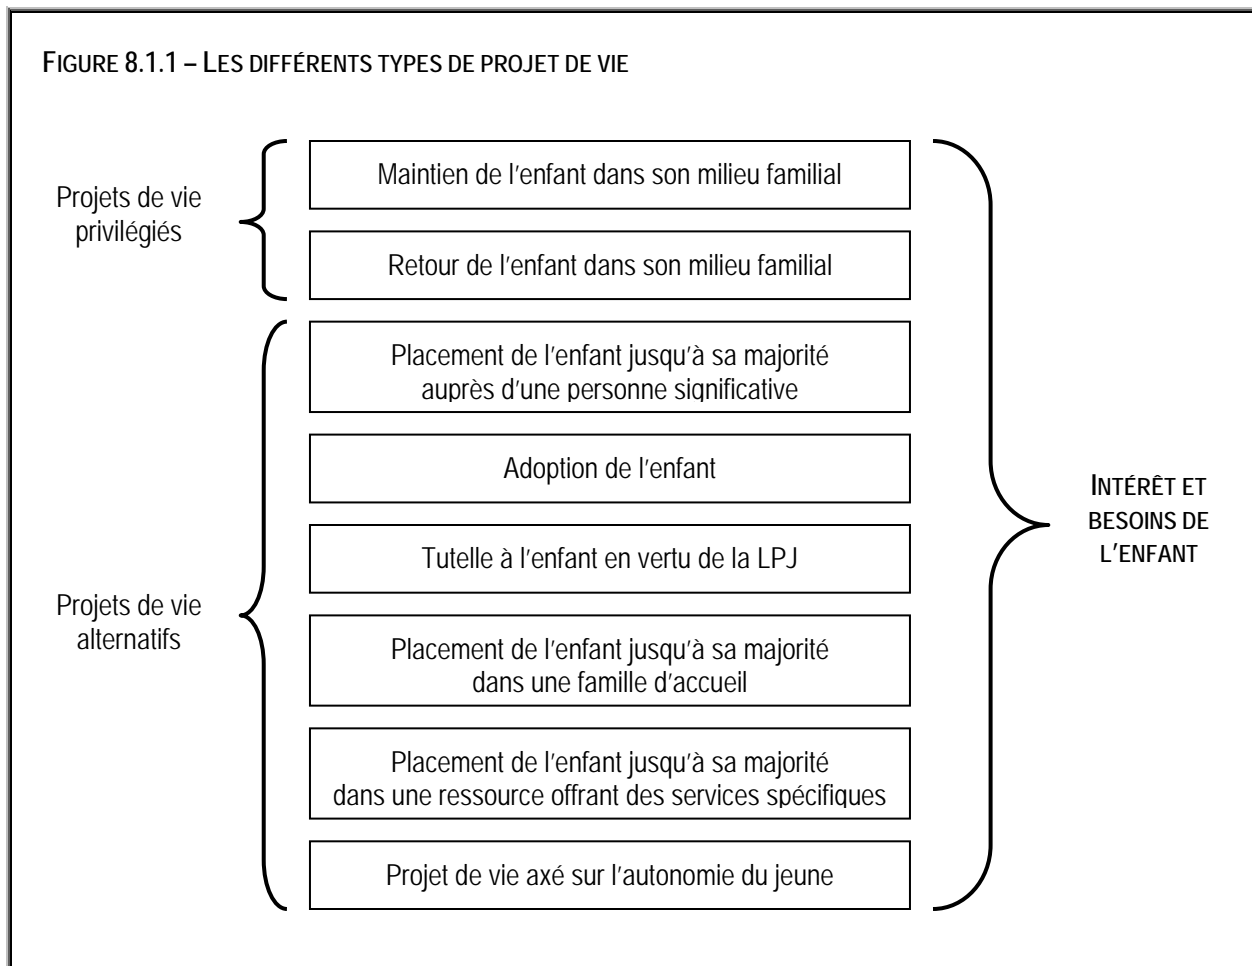 FIGURE 8.1.1 – LES DIFFÉRENTS TYPES DE PROJET DE VIE
Projets de vie
privilégiés
Maintien de l'enfant dans son milieu familial
Retour de l'enfant dans son milieu familial
Projets de vie
alternatifs
Placement de l'enfant jusqu'à sa majorité
auprès d'une personne significative
Adoption de l'enfant
Tutelle à l'enfant en vertu de la LPJ
Placement de l'enfant jusqu'à sa majorité
dans une famille d'accueil
Placement de l'enfant jusqu'à sa majorité
dans une ressource offrant des services spécifiques
Projet de vie axé sur l'autonomie du jeune
INTÉRÊT ET
BESOINS DE
L'ENFANT